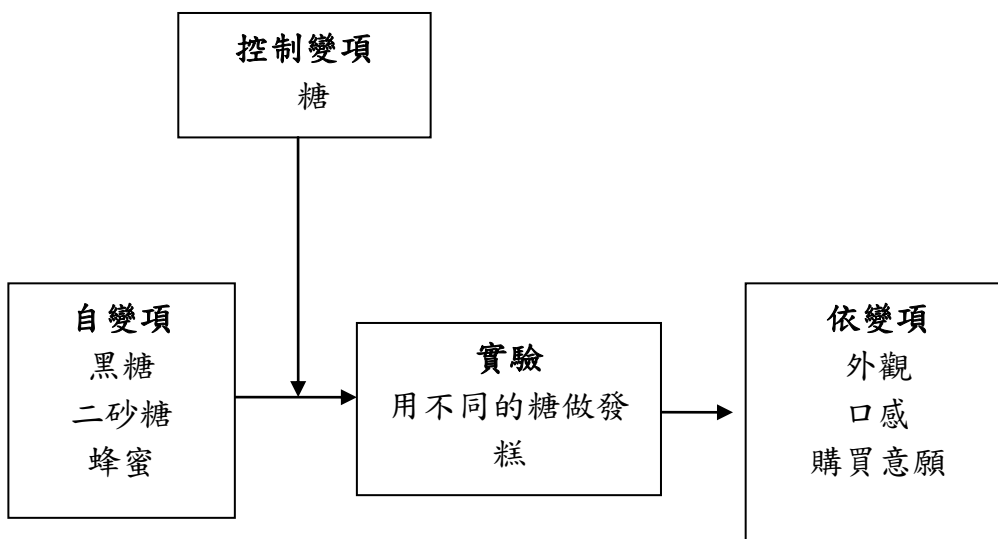 控制變項
糖
自變項
黑糖
二砂糖
蜂蜜
實驗
用不同的糖做發
糕
依變項
外觀
口感
購買意願